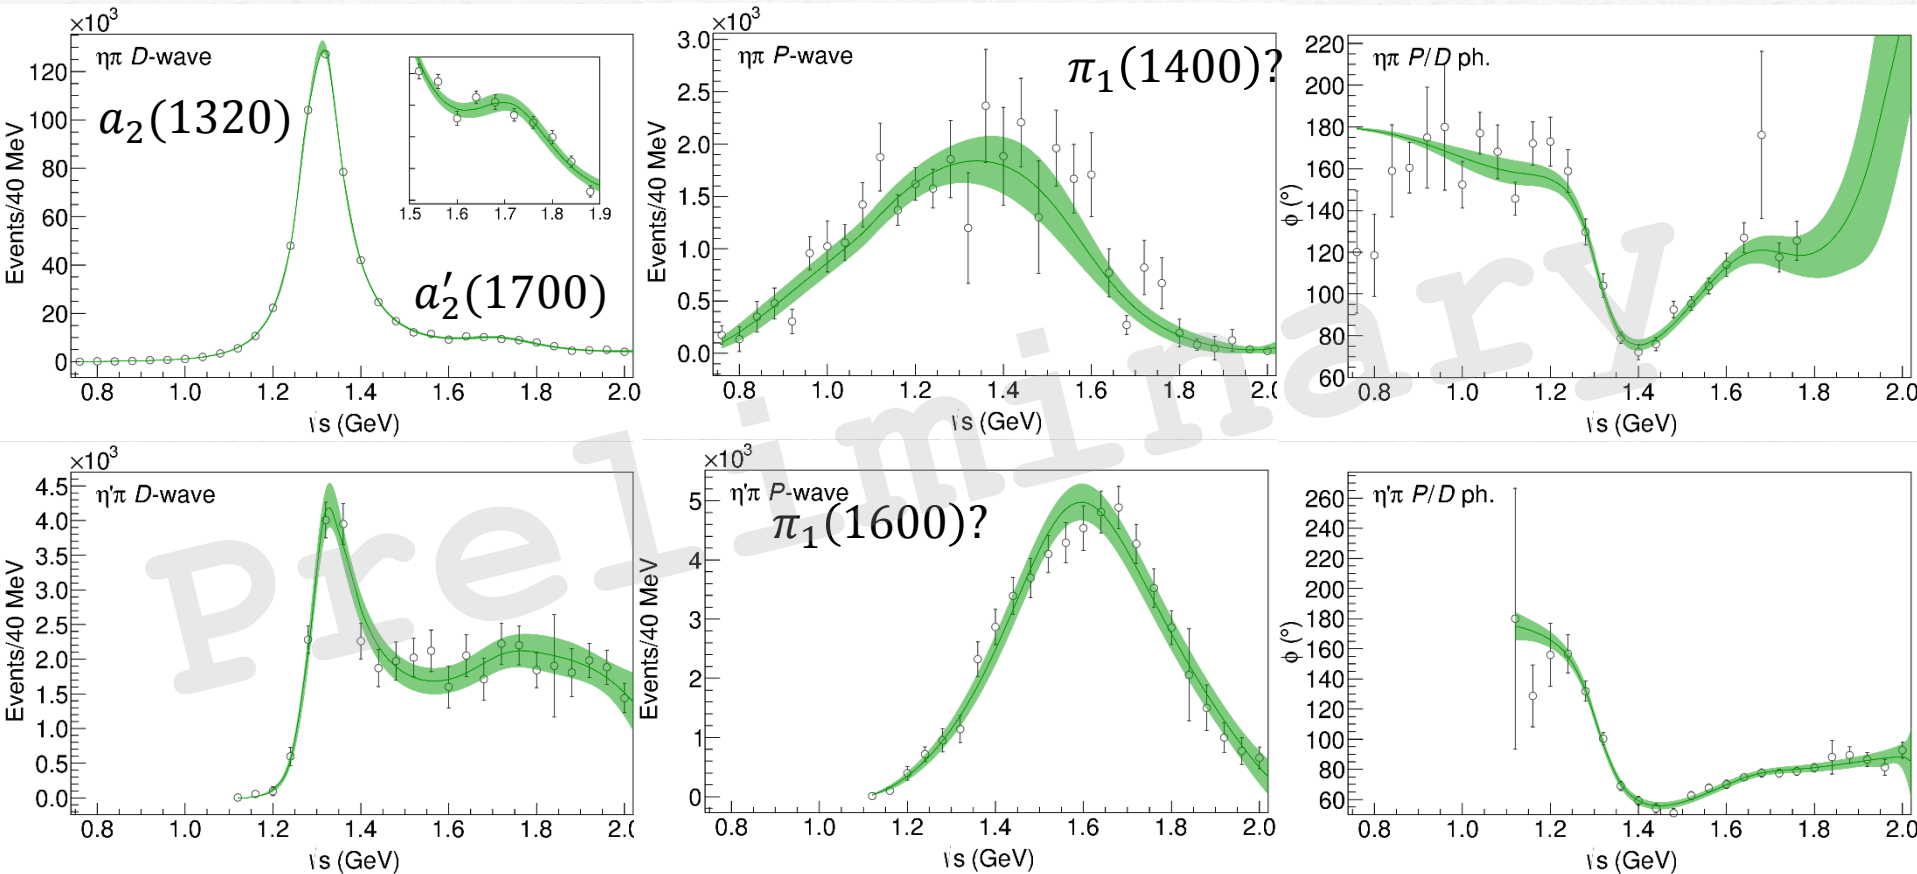 ×10³
ηπ D-wave
a₂(1320)
a₂′(1700)
120
100
80
60
40
20
0
Events/40 MeV
1.5 1.6 1.7 1.8 1.9
0.8 1.0 1.2 1.4 1.6 1.8 2.0
√s (GeV)
×10³
ηπ P-wave
π₁(1400)?
3.0
2.5
2.0
1.5
1.0
0.5
0.0
Events/40 MeV
0.8 1.0 1.2 1.4 1.6 1.8 2.0
√s (GeV)
ηπ P/D ph.
220
200
180
160
140
120
100
80
60
ϕ (°)
0.8 1.0 1.2 1.4 1.6 1.8 2.0
√s (GeV)
×10³
η'π D-wave
4.5
4.0
3.5
3.0
2.5
2.0
1.5
1.0
0.5
0.0
Events/40 MeV
0.8 1.0 1.2 1.4 1.6 1.8 2.0
√s (GeV)
×10³
η'π P-wave
π₁(1600)?
5
4
3
2
1
0
Events/40 MeV
0.8 1.0 1.2 1.4 1.6 1.8 2.0
√s (GeV)
η'π P/D ph.
260
240
220
200
180
160
140
120
100
80
60
ϕ (°)
0.8 1.0 1.2 1.4 1.6 1.8 2.0
√s (GeV)
Preliminary